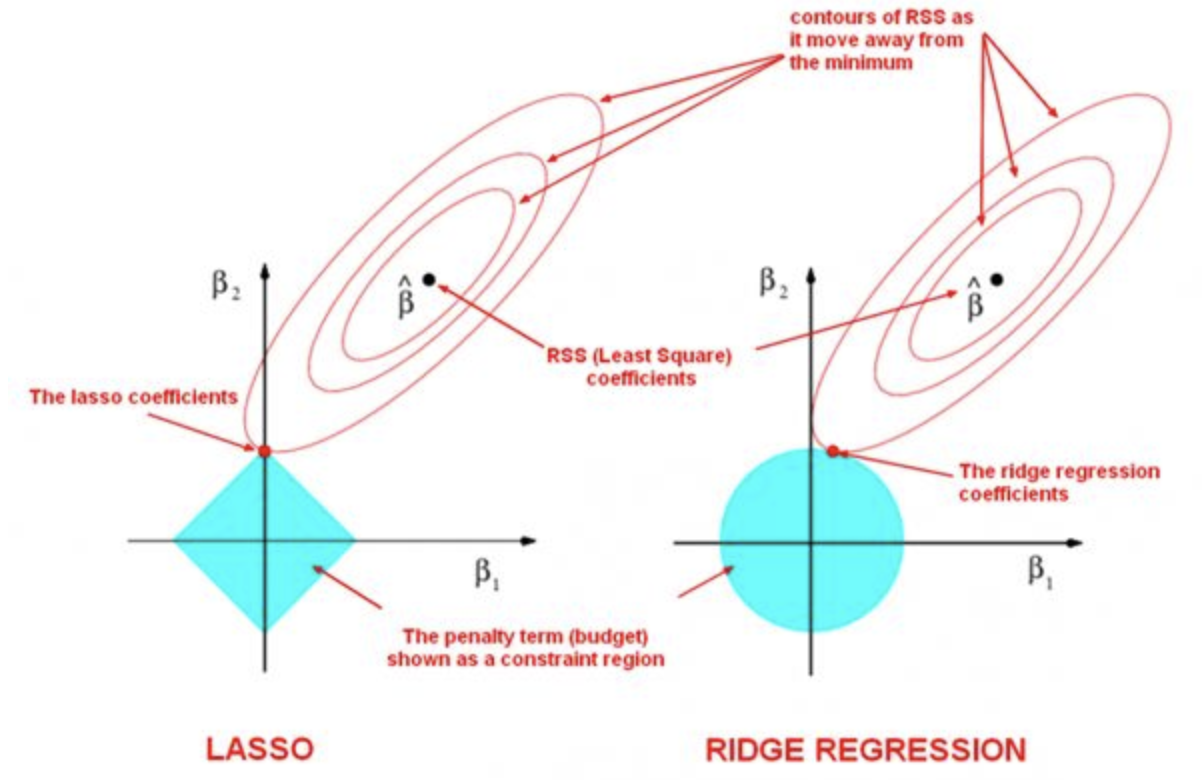 contours of RSS as
it move away from
the minimum
β₂
β̂
β₂
β̂
RSS (Least Square)
coefficients
The lasso coefficients
The ridge regression
coefficients
β₁
β₁
The penalty term (budget)
shown as a constraint region
LASSO
RIDGE REGRESSION